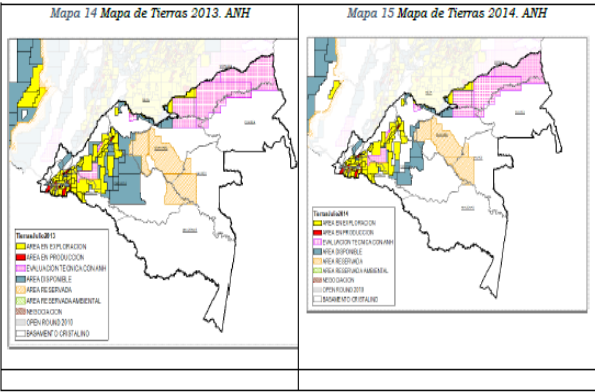 Mapa 14 Mapa de Tierras 2013. ANH
Mapa 15 Mapa de Tierras 2014. ANH
TierrasJulio2013
AREA EN EXPLORACION
AREA EN PRODUCCION
EVALUACION TECNICA CON ANH
AREA DISPONIBLE
AREA RESERVADA
AREA RESERVADA AMBIENTAL
NEGOCIACION
OPEN ROUND 2010
BASAMENTO CRISTALINO
TierrasJulio2014
AREA EN EXPLORACION
AREA EN PRODUCCION
EVALUACION TECNICA CON ANH
AREA DISPONIBLE
AREA RESERVADA
AREA RESERVADA AMBIENTAL
NEGOCIACION
OPEN ROUND 2010
BASAMENTO CRISTALINO